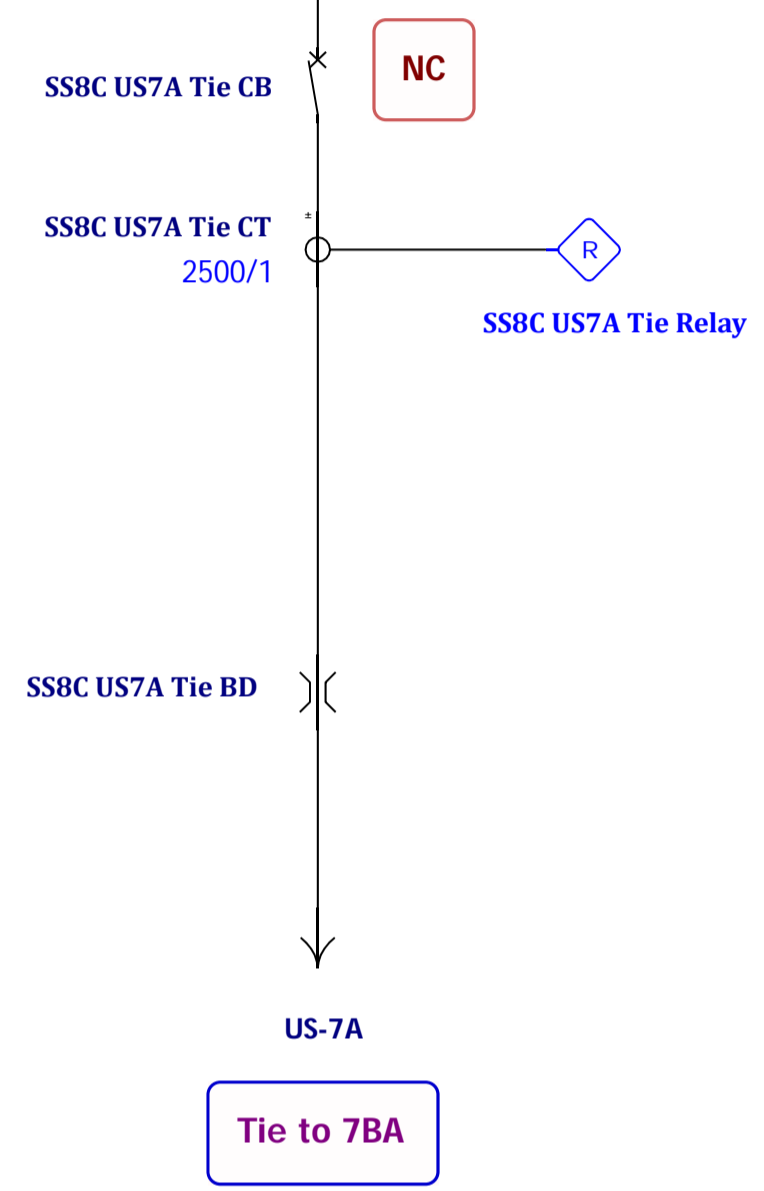 NC
SS8C US7A Tie CB
±
SS8C US7A Tie CT
2500/1
R
SS8C US7A Tie Relay
SS8C US7A Tie BD
US-7A
Tie to 7BA